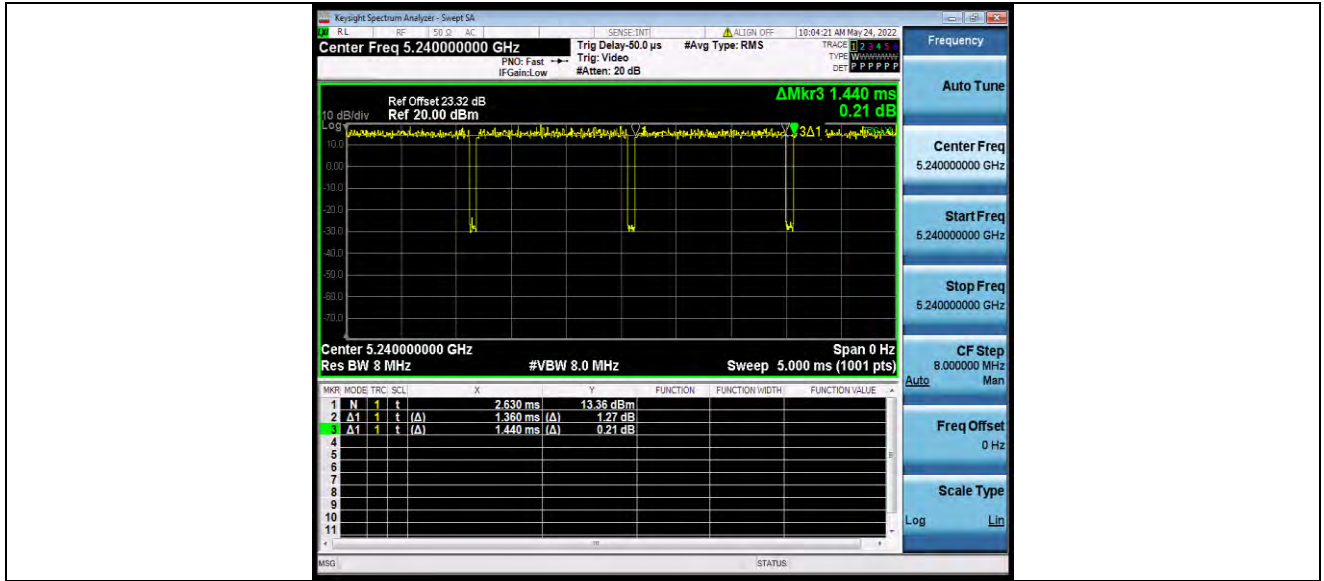 Keysight Spectrum Analyzer - Swept SA
RL RF 50 Ω AC SENSE:INT ALIGN OFF 10:04:21 AM May 24, 2022
Center Freq 5.240000000 GHz
PNO: Fast
IFGain:Low
Trig Delay-50.0 µs
Trig: Video
#Atten: 20 dB
#Avg Type: RMS
TRACE 1 2 3 4 5 6
TYPE WWWWWW
DET P P P P P P
ΔMkr3 1.440 ms
0.21 dB
Ref Offset 23.32 dB
10 dB/div Ref 20.00 dBm
Log
3Δ1
10.0
0.00
-10.0
-20.0
-30.0
-40.0
-50.0
-60.0
-70.0
Center 5.240000000 GHz Span 0 Hz
Res BW 8 MHz #VBW 8.0 MHz Sweep 5.000 ms (1001 pts)
MKR MODE TRC SCL X Y FUNCTION FUNCTION WIDTH FUNCTION VALUE
1 N 1 t 2.630 ms 13.36 dBm
2 Δ1 1 t (Δ) 1.360 ms (Δ) 1.27 dB
3 Δ1 1 t (Δ) 1.440 ms (Δ) 0.21 dB
4
5
6
7
8
9
10
11
MSG STATUS
Frequency
Auto Tune
Center Freq
5.240000000 GHz
Start Freq
5.240000000 GHz
Stop Freq
5.240000000 GHz
CF Step
8.000000 MHz
Auto Man
Freq Offset
0 Hz
Scale Type
Log Lin